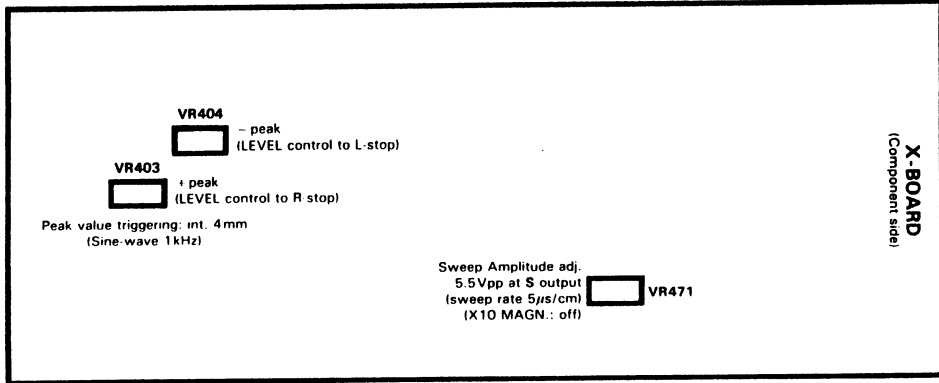 VR404
– peak
(LEVEL control to L-stop)
VR403
+ peak
(LEVEL control to R-stop)
Peak value triggering: int. 4mm
(Sine-wave 1kHz)
Sweep Amplitude adj.
5.5Vpp at S output
(sweep rate 5µs/cm)
(X10 MAGN.: off)
VR471
X-BOARD
(Component side)